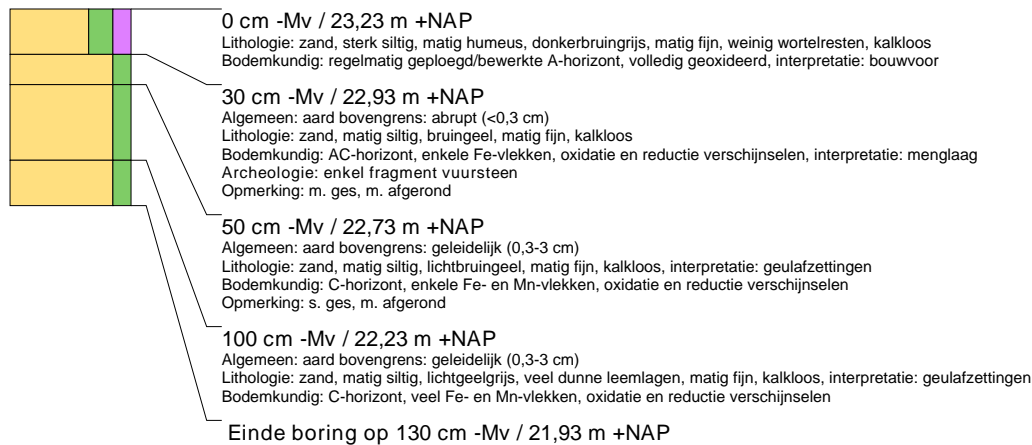 0 cm -Mv / 23,23 m +NAP
Lithologie: zand, sterk siltig, matig humeus, donkerbruingrijs, matig fijn, weinig wortelresten, kalkloos
Bodemkundig: regelmatig geploegd/bewerkte A-horizont, volledig geoxideerd, interpretatie: bouwvoor
30 cm -Mv / 22,93 m +NAP
Algemeen: aard bovengrens: abrupt (<0,3 cm)
Lithologie: zand, matig siltig, bruingeel, matig fijn, kalkloos
Bodemkundig: AC-horizont, enkele Fe-vlekken, oxidatie en reductie verschijnselen, interpretatie: menglaag
Archeologie: enkel fragment vuursteen
Opmerking: m. ges, m. afgerond
50 cm -Mv / 22,73 m +NAP
Algemeen: aard bovengrens: geleidelijk (0,3-3 cm)
Lithologie: zand, matig siltig, lichtbruingeel, matig fijn, kalkloos, interpretatie: geulafzettingen
Bodemkundig: C-horizont, enkele Fe- en Mn-vlekken, oxidatie en reductie verschijnselen
Opmerking: s. ges, m. afgerond
100 cm -Mv / 22,23 m +NAP
Algemeen: aard bovengrens: geleidelijk (0,3-3 cm)
Lithologie: zand, matig siltig, lichtgeelgrijs, veel dunne leemlagen, matig fijn, kalkloos, interpretatie: geulafzettingen
Bodemkundig: C-horizont, veel Fe- en Mn-vlekken, oxidatie en reductie verschijnselen
Einde boring op 130 cm -Mv / 21,93 m +NAP